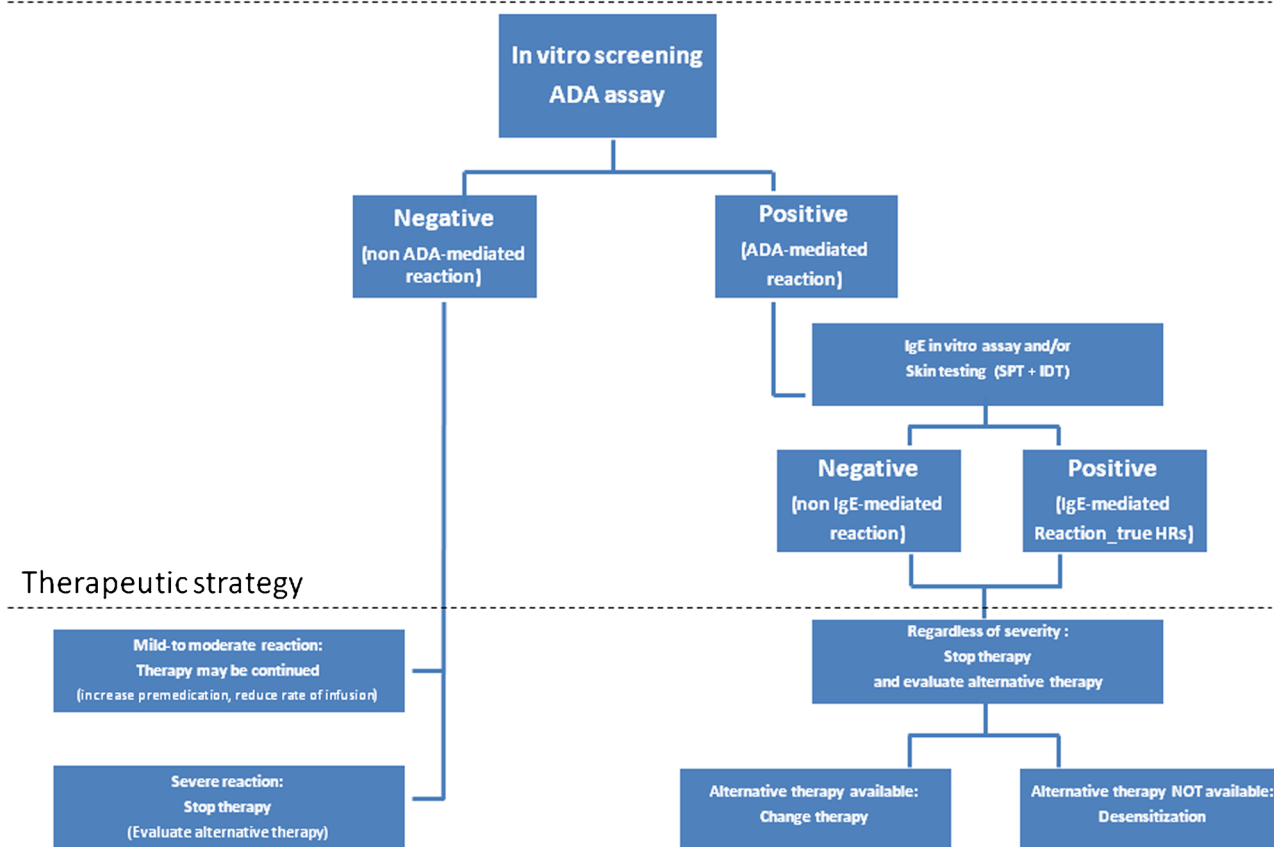 In vitro screening
ADA assay
Negative
(non ADA-mediated
reaction)
Positive
(ADA-mediated
reaction)
IgE in vitro assay and/or
Skin testing (SPT + IDT)
Negative
(non IgE-mediated
reaction)
Positive
(IgE-mediated
Reaction_true HRs)
Therapeutic strategy
Mild-to moderate reaction:
Therapy may be continued
(increase premedication, reduce rate of infusion)
Regardless of severity :
Stop therapy
and evaluate alternative therapy
Severe reaction:
Stop therapy
(Evaluate alternative therapy)
Alternative therapy available:
Change therapy
Alternative therapy NOT available:
Desensitization